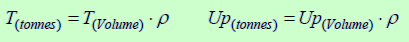 T(tonnes) = T(Volume) · ρ Up(tonnes) = Up(Volume) · ρ